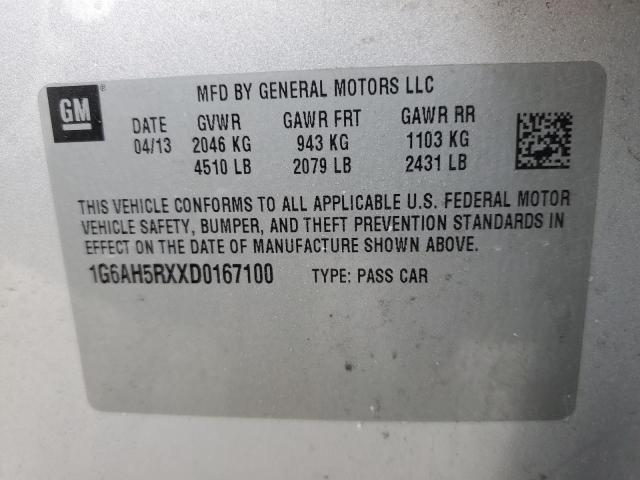 GM ®
MFD BY GENERAL MOTORS LLC
DATE GVWR GAWR FRT GAWR RR
04/13 2046 KG 943 KG 1103 KG
4510 LB 2079 LB 2431 LB
THIS VEHICLE CONFORMS TO ALL APPLICABLE U.S. FEDERAL MOTOR
VEHICLE SAFETY, BUMPER, AND THEFT PREVENTION STANDARDS IN
EFFECT ON THE DATE OF MANUFACTURE SHOWN ABOVE.
1G6AH5RXXD0167100 TYPE: PASS CAR